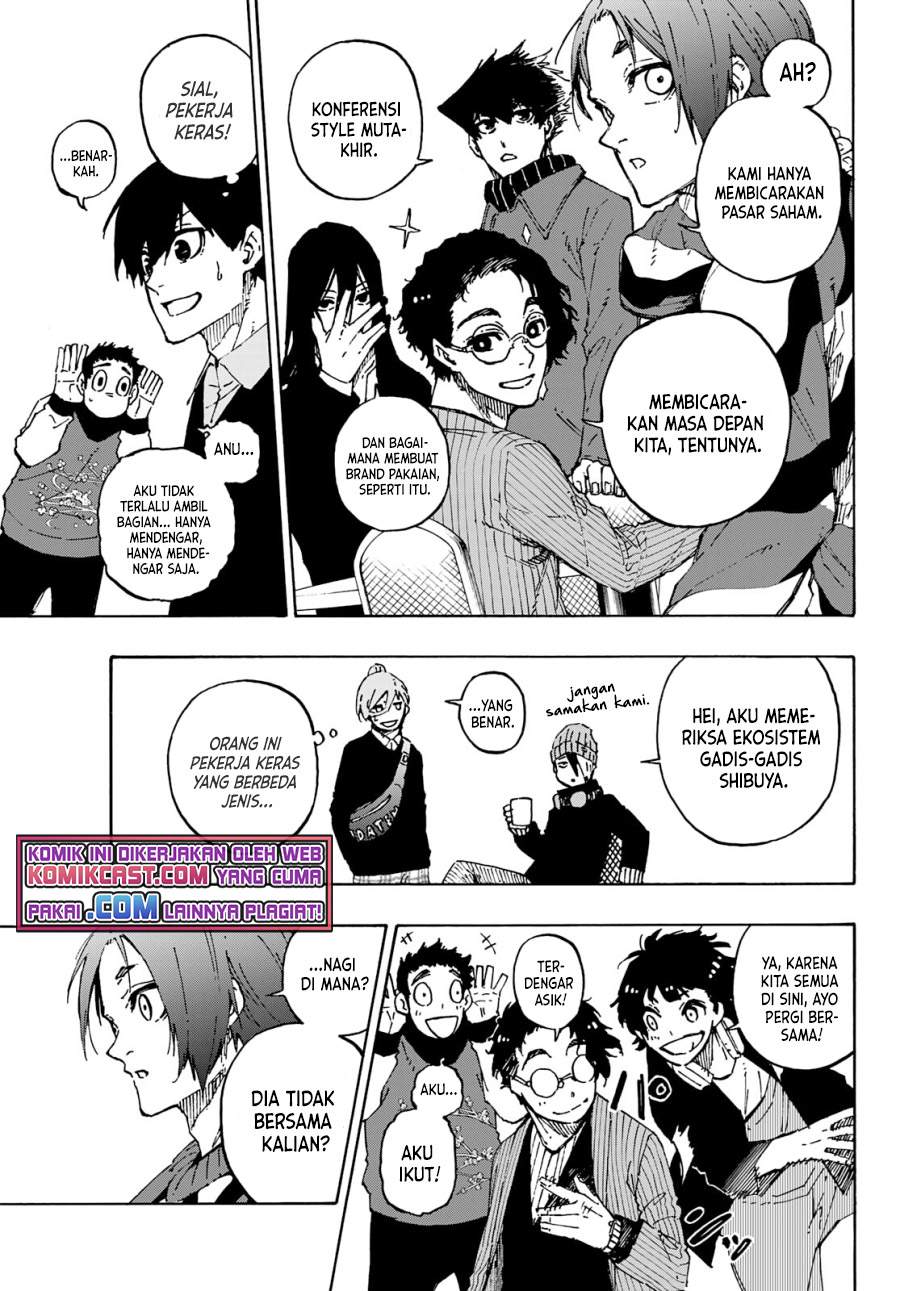 AH?
KAMI HANYA
MEMBICARAKAN
PASAR SAHAM.
KONFERENSI
STYLE MUTA-
KHIR.
MEMBICARA-
KAN MASA DEPAN
KITA, TENTUNYA.
DAN BAGAI-
MANA MEMBUAT
BRAND PAKAIAN,
SEPERTI ITU.
SIAL,
PEKERJA
KERAS!
...BENAR-
KAH.
ANU...
AKU TIDAK
TERLALU AMBIL
BAGIAN... HANYA
MENDENGAR,
HANYA MENDE-
NGAR SAJA.
HEI, AKU MEME-
RIKSA EKOSISTEM
GADIS-GADIS
SHIBUYA.
jangan
samakan kami.
...YANG
BENAR.
ORANG INI
PEKERJA KERAS
YANG BERBEDA
JENIS...
KOMIK INI DIKERJAKAN OLEH WEB
KOMIKCAST.COM YANG CUMA
PAKAI .COM LAINNYA PLAGIAT!
YA, KARENA
KITA SEMUA
DI SINI, AYO
PERGI BER-
SAMA!
TER-
DENGAR
ASIK!
AKU...
AKU
IKUT!
...NAGI
DI MANA?
DIA TIDAK
BERSAMA
KALIAN?